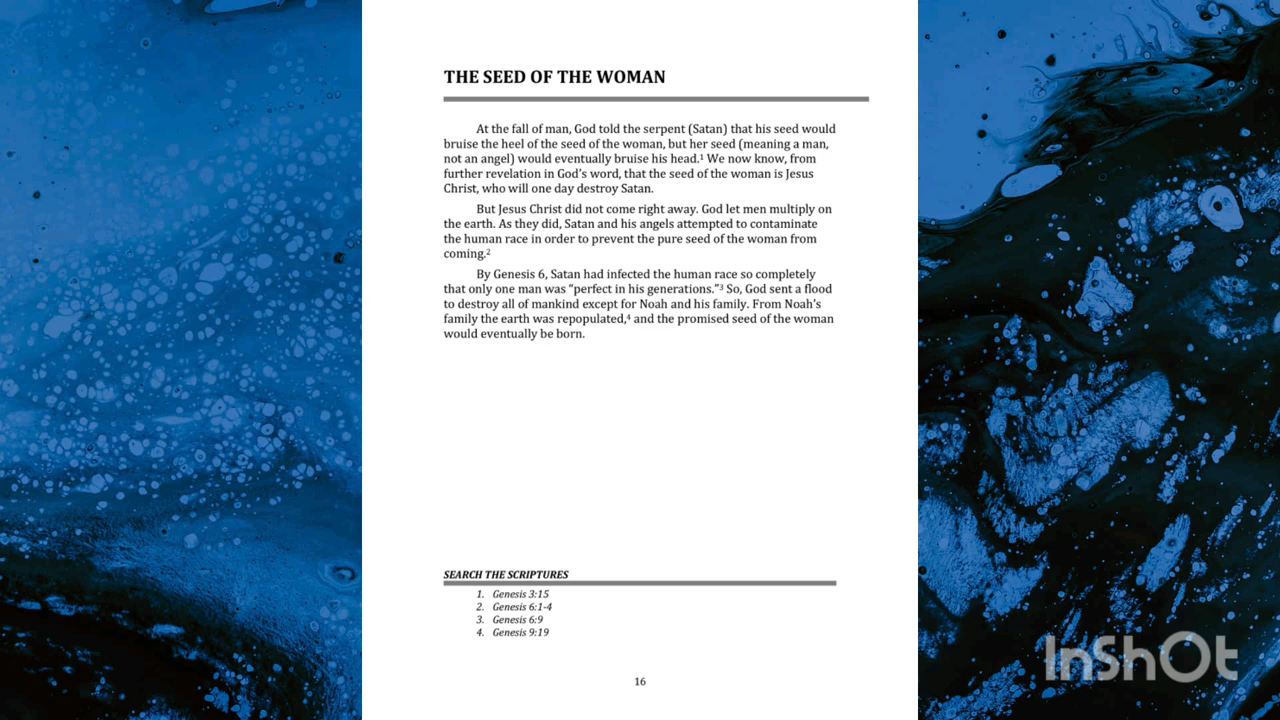 THE SEED OF THE WOMAN
At the fall of man, God told the serpent (Satan) that his seed would
bruise the heel of the seed of the woman, but her seed (meaning a man,
not an angel) would eventually bruise his head.¹ We now know, from
further revelation in God’s word, that the seed of the woman is Jesus
Christ, who will one day destroy Satan.
But Jesus Christ did not come right away. God let men multiply on
the earth. As they did, Satan and his angels attempted to contaminate
the human race in order to prevent the pure seed of the woman from
coming.²
By Genesis 6, Satan had infected the human race so completely
that only one man was “perfect in his generations.”³ So, God sent a flood
to destroy all of mankind except for Noah and his family. From Noah’s
family the earth was repopulated,⁴ and the promised seed of the woman
would eventually be born.
SEARCH THE SCRIPTURES
1. Genesis 3:15
2. Genesis 6:1-4
3. Genesis 6:9
4. Genesis 9:19
16
InShOt